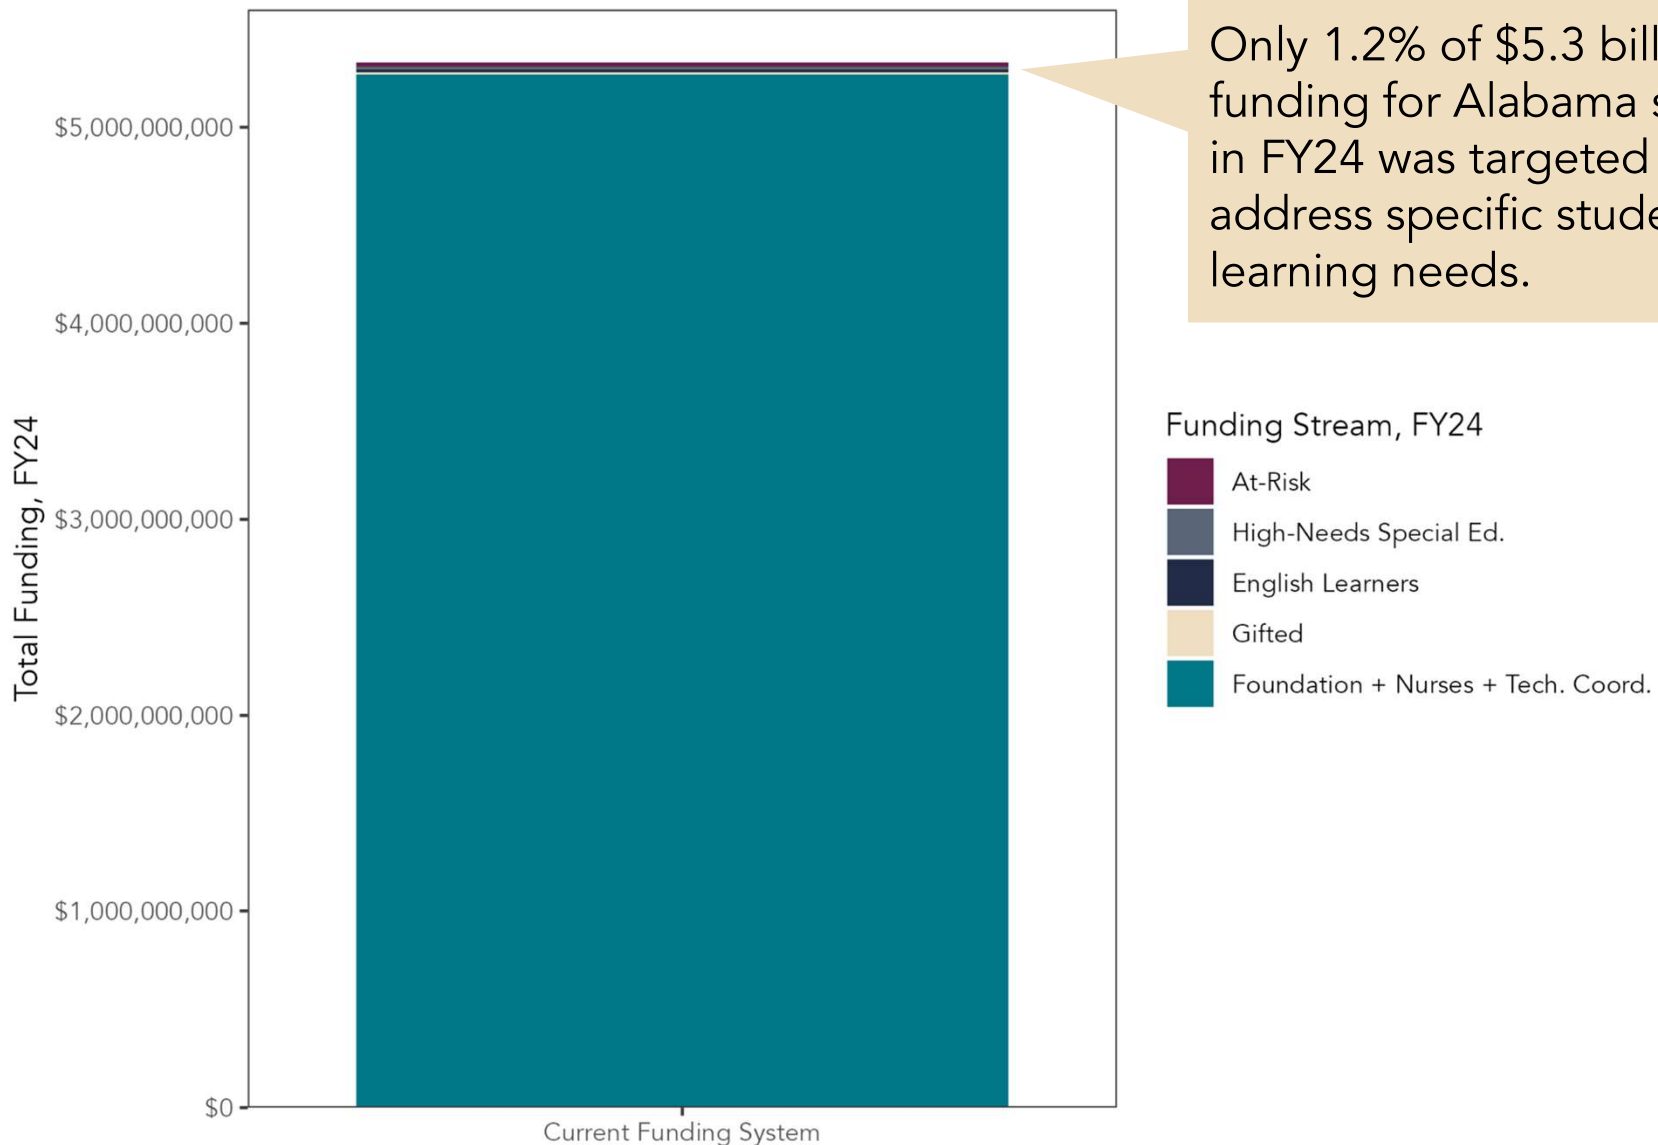 Only 1.2% of $5.3
funding for Alabama
in FY24 was targeted
address specific
learning needs.
$5,000,000,000
$4,000,000,000
$3,000,000,000
$2,000,000,000
$1,000,000,000
$0
Total Funding, FY24
Current Funding System
Funding Stream, FY24
At-Risk
High-Needs Special Ed.
English Learners
Gifted
Foundation + Nurses + Tech. Coord.